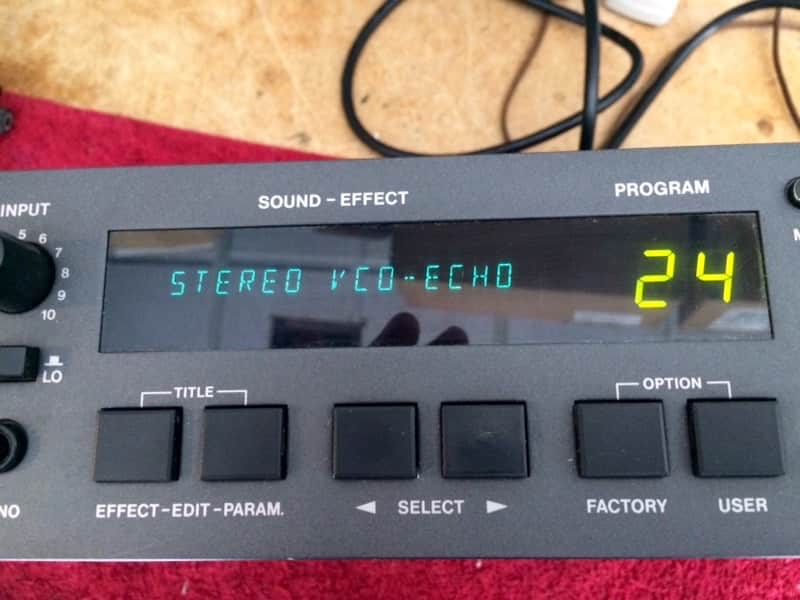 INPUT
SOUND-EFFECT
PROGRAM
5 6 7 8 9 10
STEREO VCO-ECHO
24
LO
TITLE
OPTION
EFFECT-EDIT-PARAM.
◄ SELECT ►
FACTORY
USER